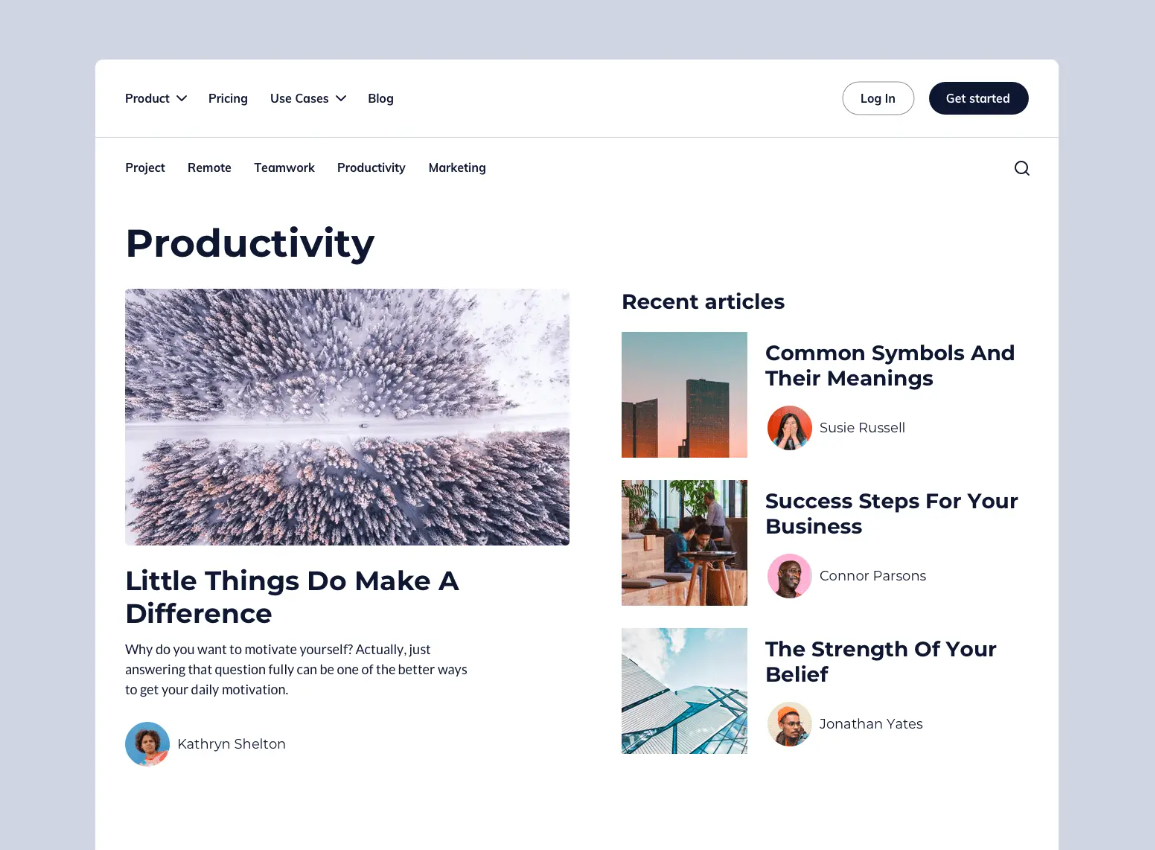 Product Pricing Use Cases Blog Log In Get started
Project Remote Teamwork Productivity Marketing
Productivity
Little Things Do Make A
Difference
Why do you want to motivate yourself? Actually, just
answering that question fully can be one of the better ways
to get your daily motivation.
Kathryn Shelton
Recent articles
Common Symbols And
Their Meanings
Susie Russell
Success Steps For Your
Business
Connor Parsons
The Strength Of Your
Belief
Jonathan Yates